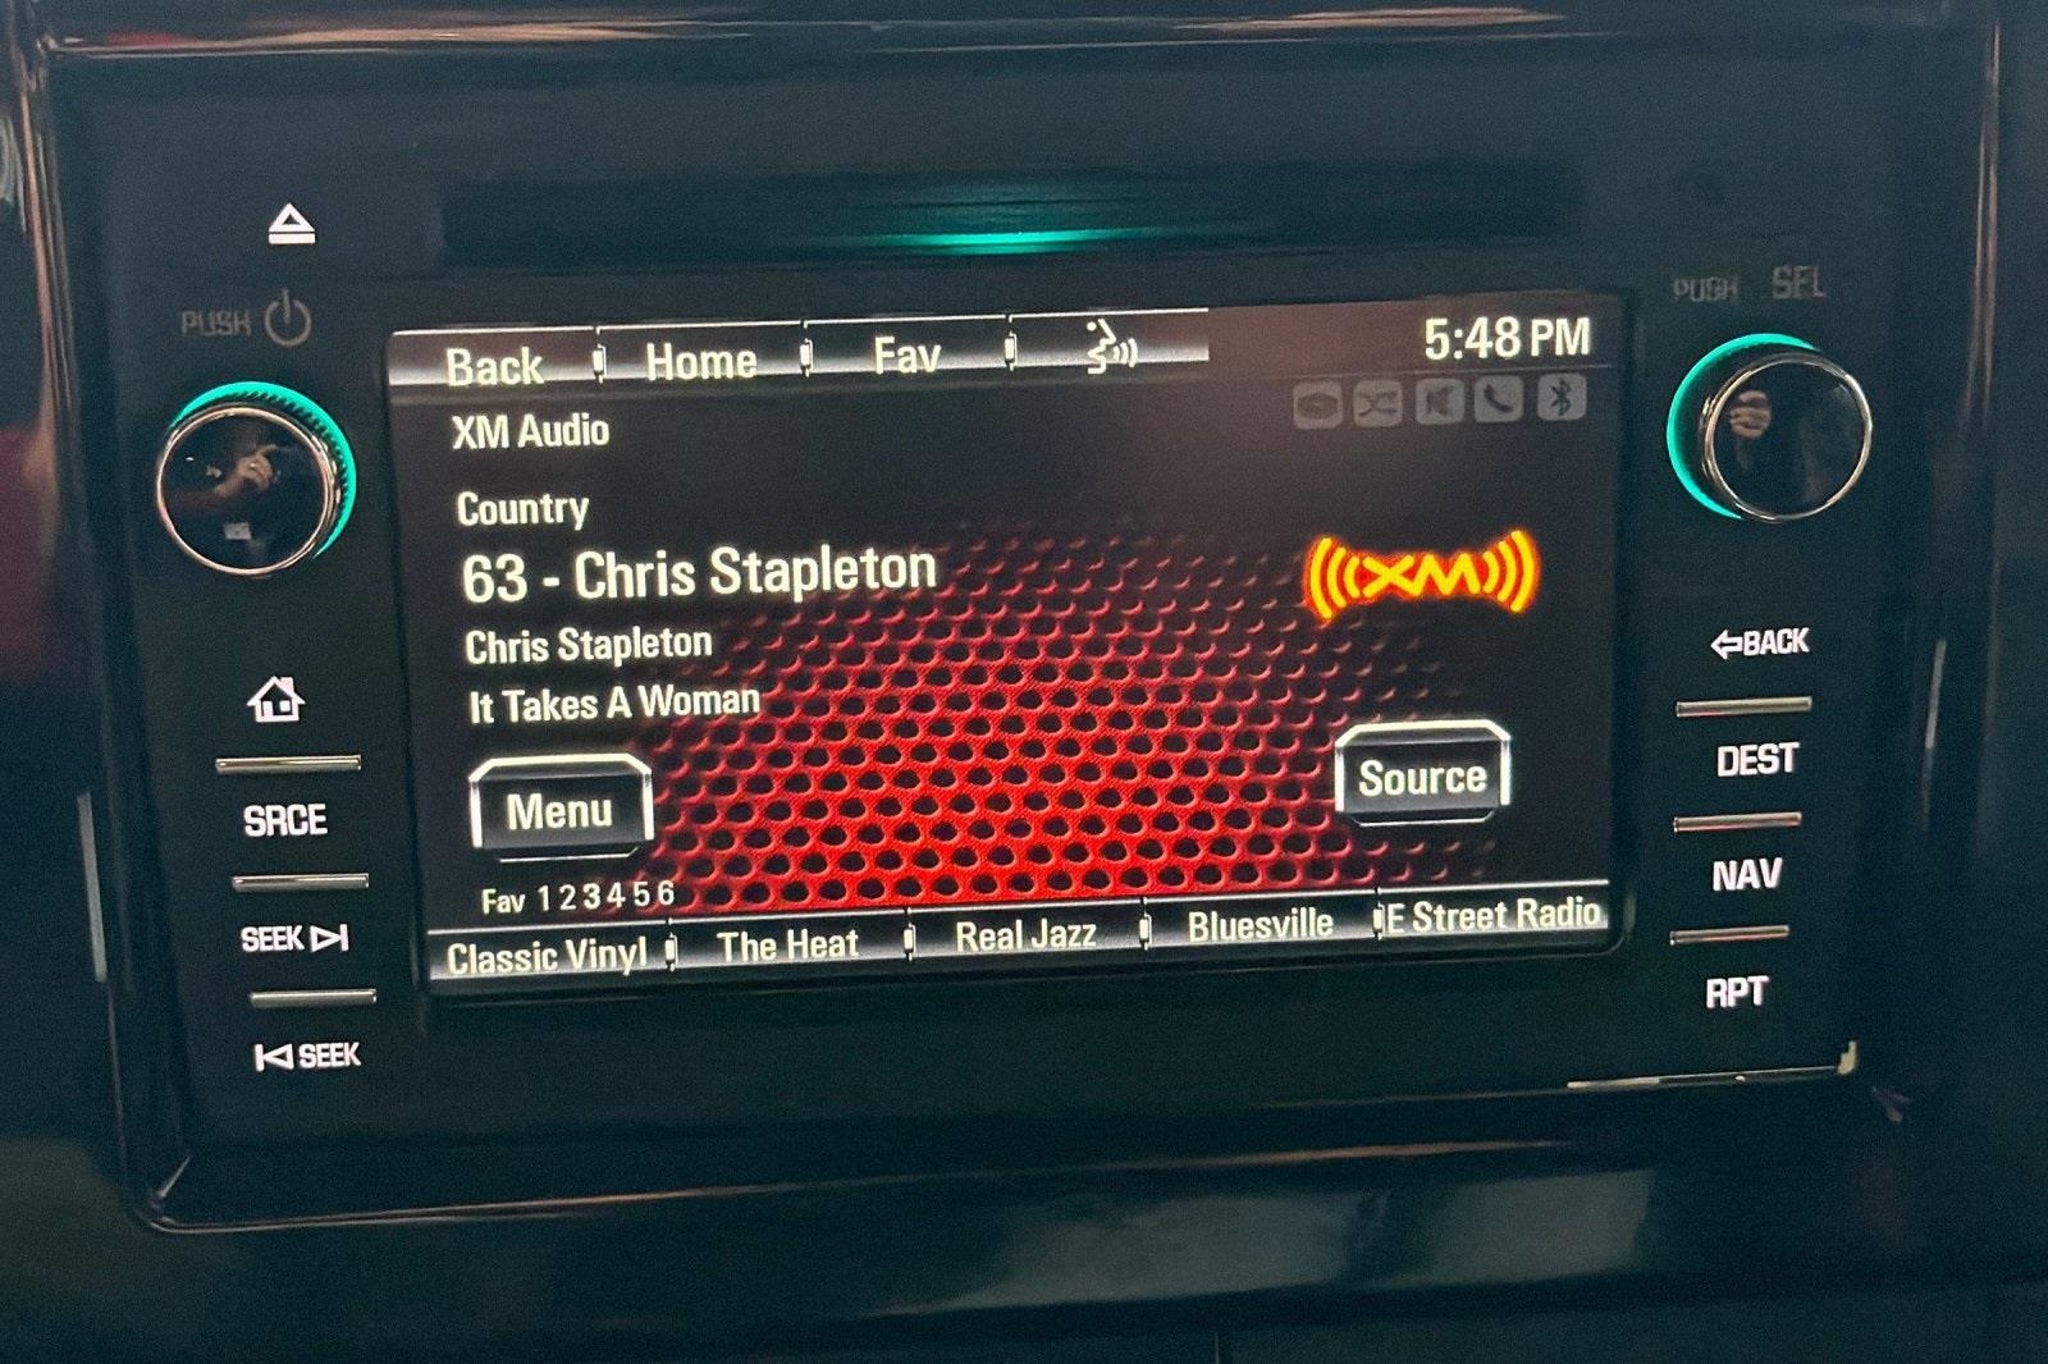 PUSH
PUSH SEL
Back Home Fav
5:48 PM
XM Audio
Country
63 - Chris Stapleton
XM
Chris Stapleton
It Takes A Woman
Menu
Source
Fav 1 2 3 4 5 6
Classic Vinyl The Heat Real Jazz Bluesville E Street Radio
SRCE
SEEK
SEEK
BACK
DEST
NAV
RPT